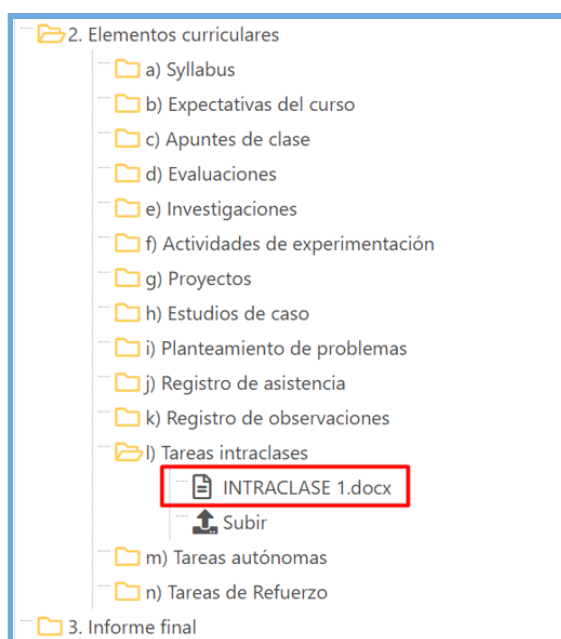 2. Elementos curriculares
a) Syllabus
b) Expectativas del curso
c) Apuntes de clase
d) Evaluaciones
e) Investigaciones
f) Actividades de experimentación
g) Proyectos
h) Estudios de caso
i) Planteamiento de problemas
j) Registro de asistencia
k) Registro de observaciones
l) Tareas intraclases
INTRACLASE 1.docx
Subir
m) Tareas autónomas
n) Tareas de Refuerzo
3. Informe final